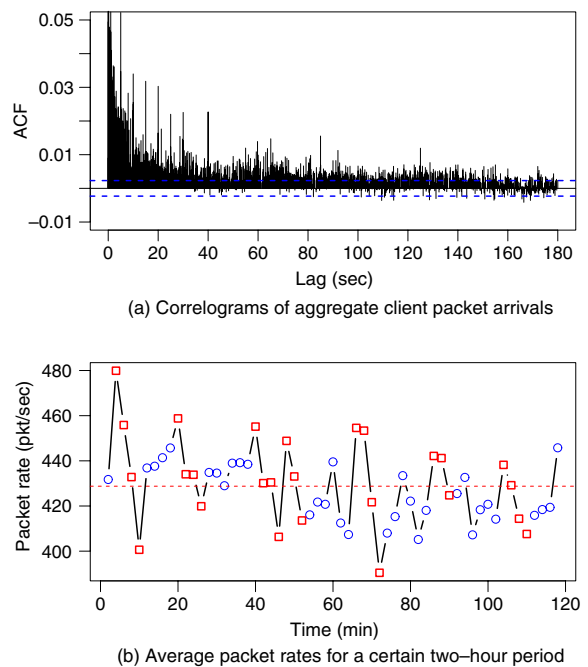 0.05
0.03
0.01
−0.01
ACF
0 20 40 60 80 100 120 140 160 180
Lag (sec)
(a) Correlograms of aggregate client packet arrivals
480
460
440
420
400
Packet rate (pkt/sec)
0 20 40 60 80 100 120
Time (min)
(b) Average packet rates for a certain two−hour period